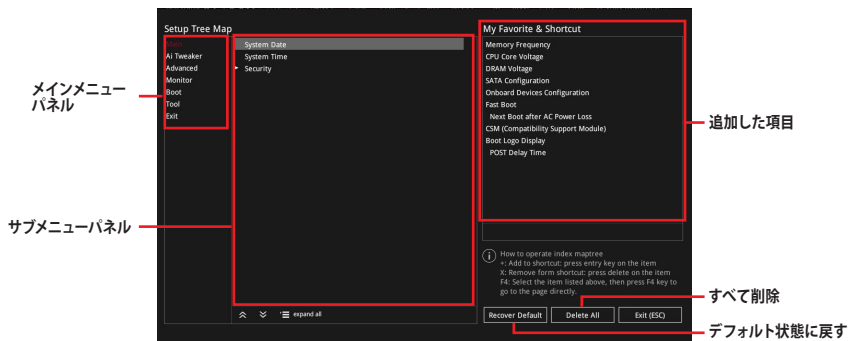 Setup Tree Map
My Favorite & Shortcut
Main
Ai Tweaker
Advanced
Monitor
Boot
Tool
Exit
System Date
System Time
Security
Memory Frequency
CPU Core Voltage
DRAM Voltage
SATA Configuration
Onboard Devices Configuration
Fast Boot
Next Boot after AC Power Loss
CSM (Compatibility Support Module)
Boot Logo Display
POST Delay Time
メインメニュー
パネル
追加した項目
サブメニューパネル
How to operate index maptree
+: Add to shortcut: press entry key on the item
X: Remove form shortcut: press delete on the item
F4: Select the item listed above, then press F4 key to
go to the page directly.
expand all
Recover Default
Delete All
Exit (ESC)
すべて削除
デフォルト状態に戻す